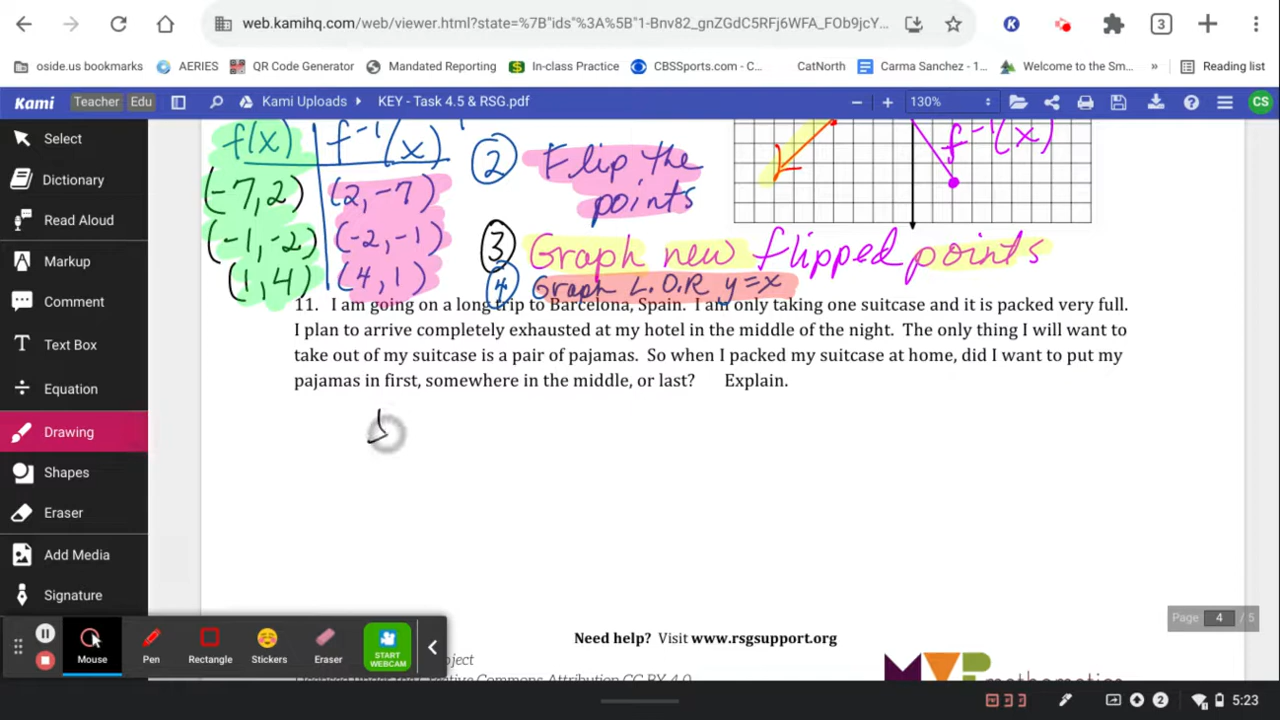 web.kamihq.com/web/viewer.html?state=%7B"ids"%3A%5B"1-Bnv82_gnZGdC5RFj6WFA_FOb9hjeC...
3
oside.us bookmarks AERIES QR Code Generator Mandated Reporting In-class Practice CBSSports.com - C... CatNorth Carma Sanchez - 1... Welcome to the Sm... » Reading list
Kami Teacher Edu Kami Uploads KEY - Task 4.5 & RSG.pdf 130% CS
Select
Dictionary
Read Aloud
Markup
Comment
Text Box
Equation
Drawing
Shapes
Eraser
Add Media
Signature
f(x) f⁻¹(x)
(-7,2) (2,-7)
(-1,-2) (-2,-1)
(1,4) (4,1)
② Flip the
points
③ Graph new flipped points
④ Graph L.O.R y=x
f⁻¹(x)
11. I am going on a long trip to Barcelona, Spain. I am only taking one suitcase and it is packed very full.
I plan to arrive completely exhausted at my hotel in the middle of the night. The only thing I will want to
take out of my suitcase is a pair of pajamas. So when I packed my suitcase at home, did I want to put my
pajamas in first, somewhere in the middle, or last? Explain.
Page 4 / 5
Need help? Visit www.rsgsupport.org
Mouse Pen Rectangle Stickers Eraser START WEBCAM
5:23